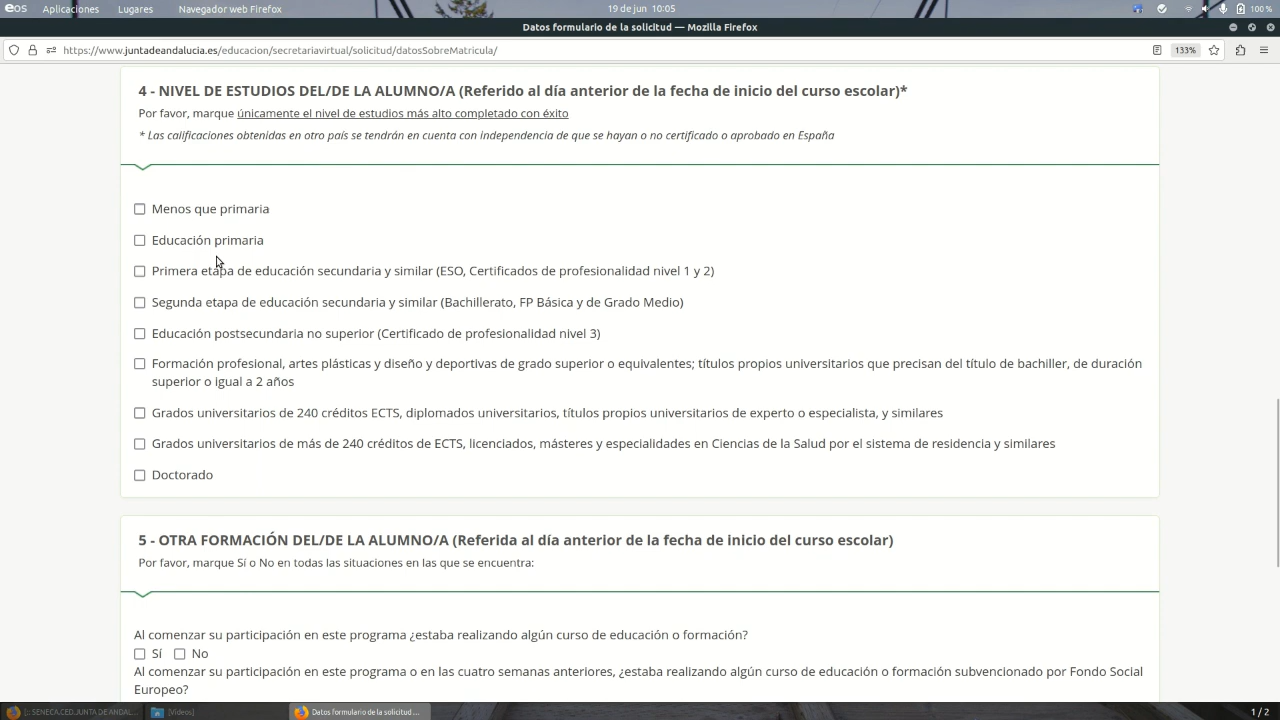 eos Aplicaciones Lugares Navegador web Firefox 19 de jun 10:05 100 %
Datos formulario de la solicitud — Mozilla Firefox
https://www.juntadeandalucia.es/educacion/secretariavirtual/solicitud/datosSobreMatricula/ 133%
4 - NIVEL DE ESTUDIOS DEL/DE LA ALUMNO/A (Referido al día anterior de la fecha de inicio del curso escolar)*
Por favor, marque únicamente el nivel de estudios más alto completado con éxito
* Las calificaciones obtenidas en otro país se tendrán en cuenta con independencia de que se hayan o no certificado o aprobado en España
Menos que primaria
Educación primaria
Primera etapa de educación secundaria y similar (ESO, Certificados de profesionalidad nivel 1 y 2)
Segunda etapa de educación secundaria y similar (Bachillerato, FP Básica y de Grado Medio)
Educación postsecundaria no superior (Certificado de profesionalidad nivel 3)
Formación profesional, artes plásticas y diseño y deportivas de grado superior o equivalentes; títulos propios universitarios que precisan del título de bachiller, de duración
superior o igual a 2 años
Grados universitarios de 240 créditos ECTS, diplomados universitarios, títulos propios universitarios de experto o especialista, y similares
Grados universitarios de más de 240 créditos de ECTS, licenciados, másteres y especialidades en Ciencias de la Salud por el sistema de residencia y similares
Doctorado
5 - OTRA FORMACIÓN DEL/DE LA ALUMNO/A (Referida al día anterior de la fecha de inicio del curso escolar)
Por favor, marque Sí o No en todas las situaciones en las que se encuentra:
Al comenzar su participación en este programa ¿estaba realizando algún curso de educación o formación?
Sí No
Al comenzar su participación en este programa o en las cuatro semanas anteriores, ¿estaba realizando algún curso de educación o formación subvencionado por Fondo Social
Europeo?
[:: SENECA.CED.JUNTA DE'ANDAL... [Vídeos] Datos formulario de la solicitud ... 1 / 2